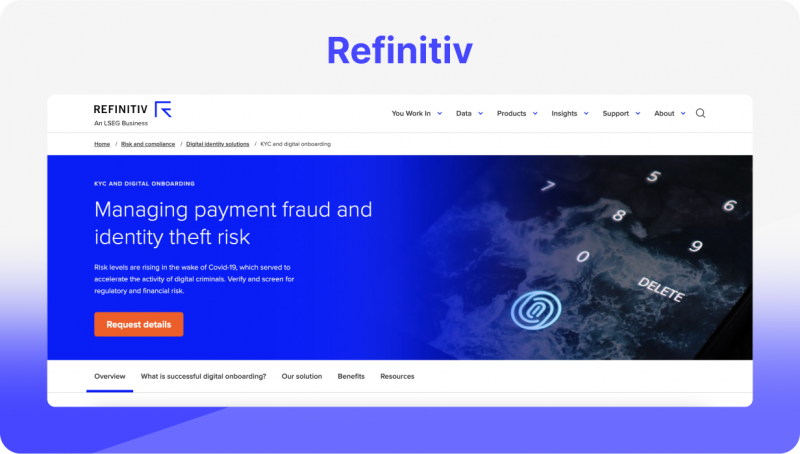 Refinitiv
REFINITIV
An LSEG Business
You Work In
Data
Products
Insights
Support
About
Home / Risk and compliance / Digital identity solutions / KYC and digital onboarding
KYC AND DIGITAL ONBOARDING
Managing payment fraud and
identity theft risk
Risk levels are rising in the wake of Covid-19, which served to
accelerate the activity of digital criminals. Verify and screen for
regulatory and financial risk.
Request details
7
5
8
6
0
9
DELETE
Overview
What is successful digital onboarding?
Our solution
Benefits
Resources